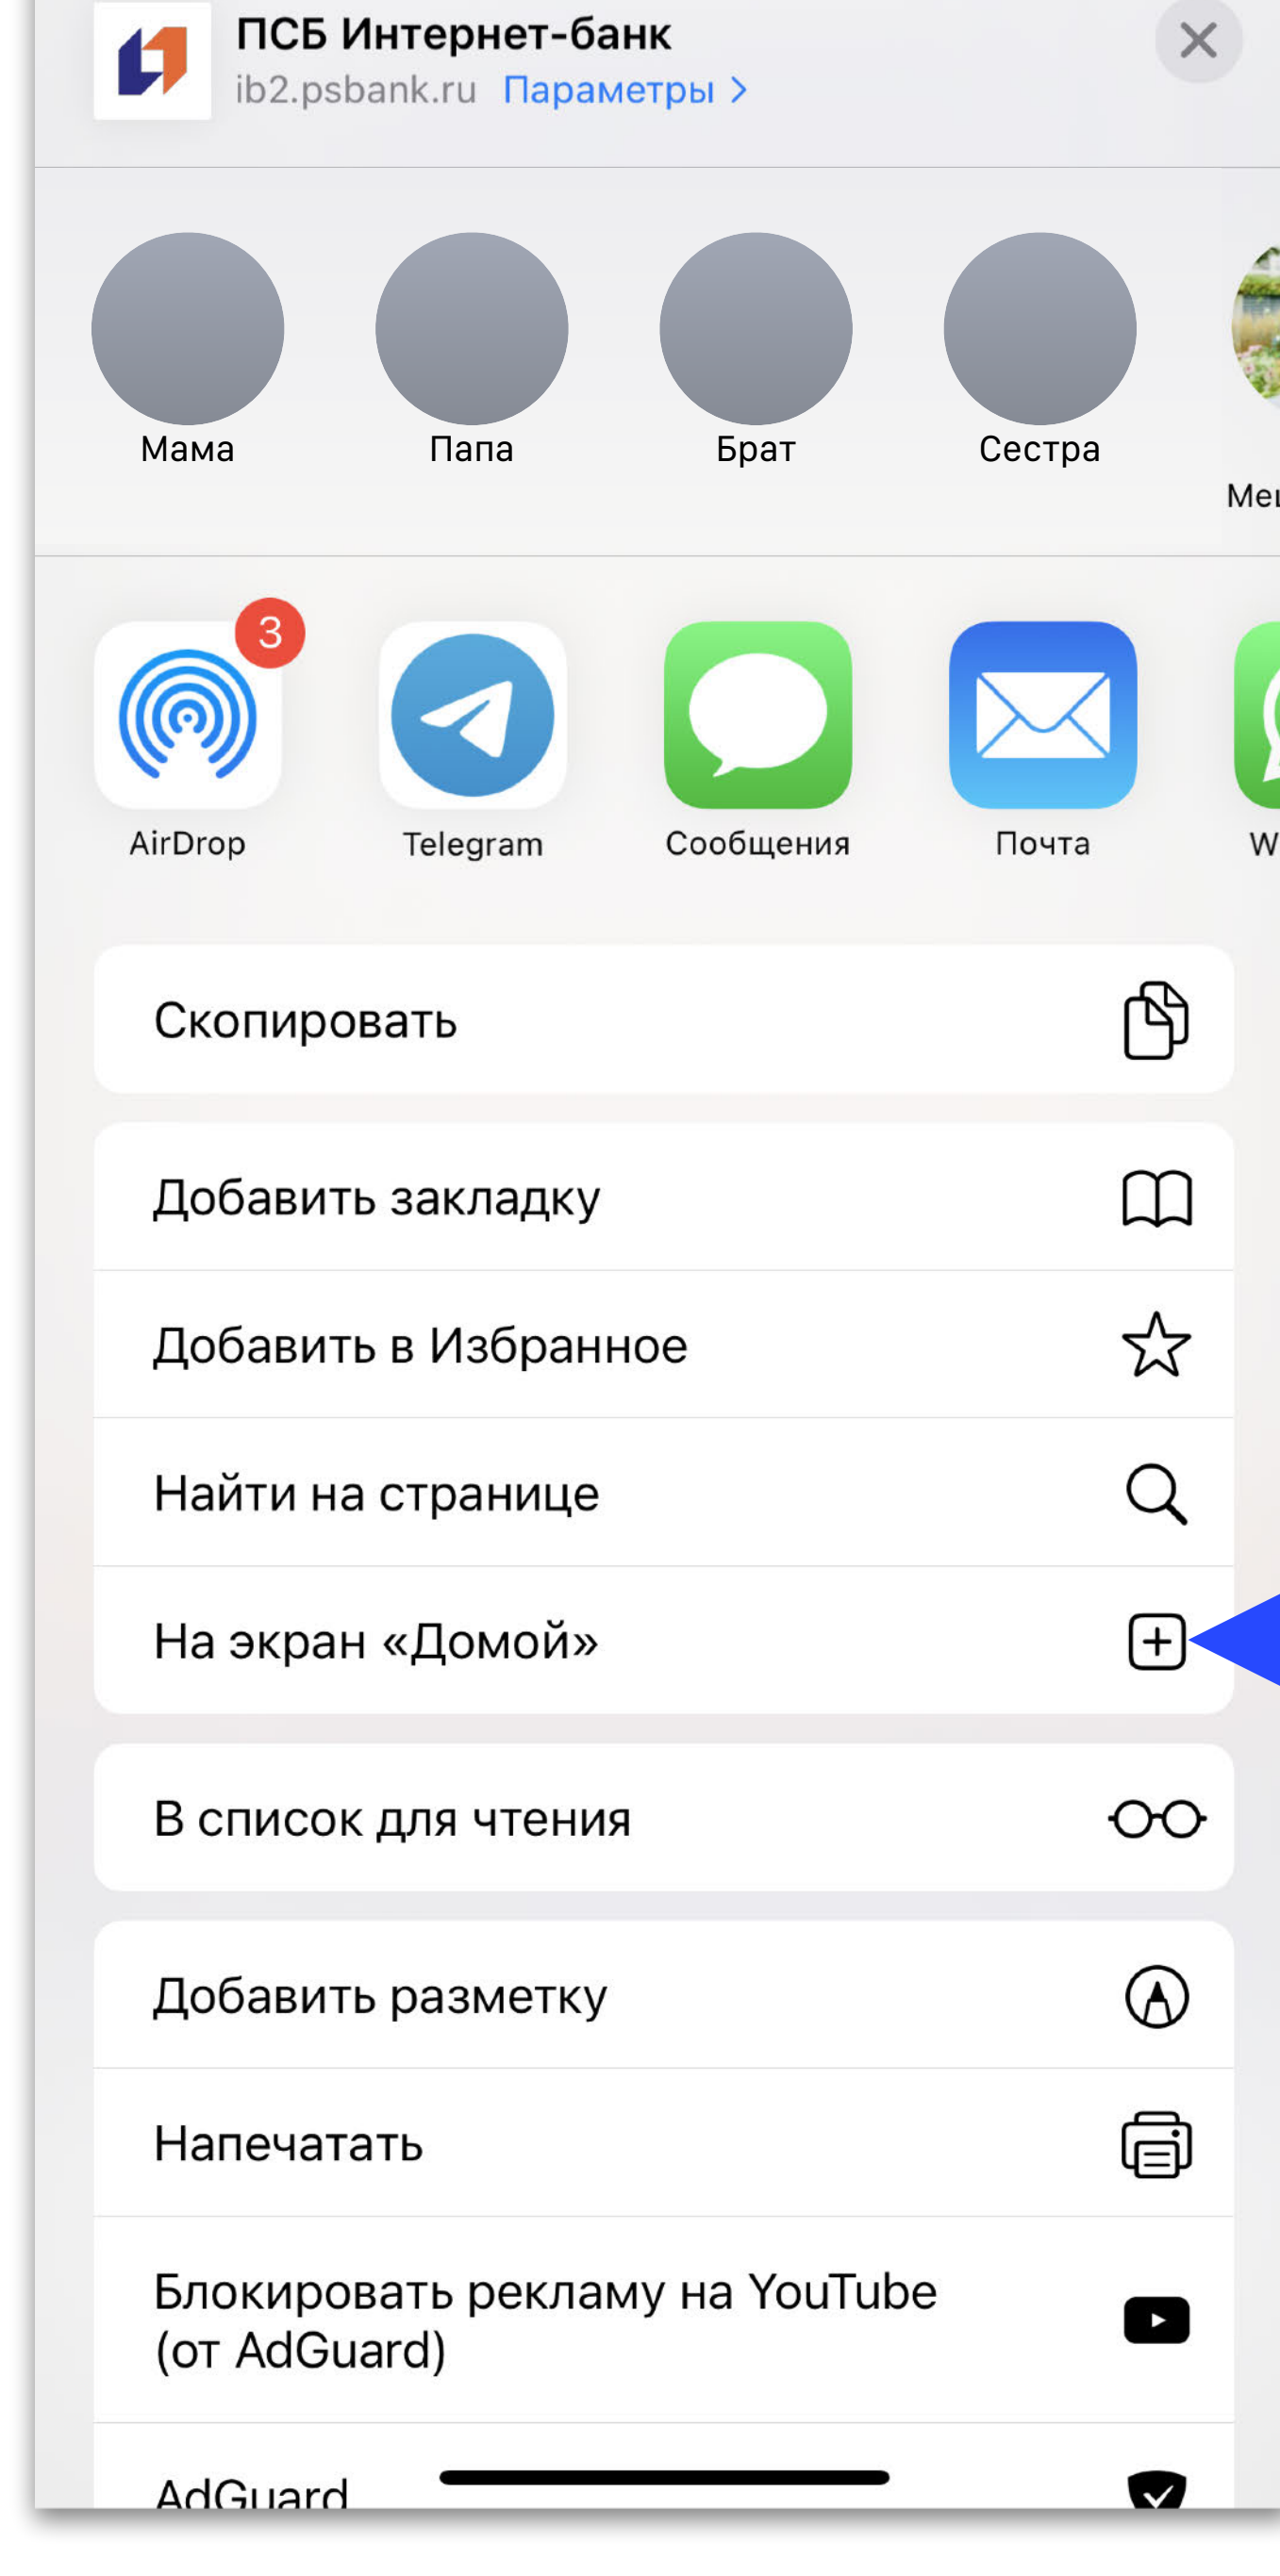 ПСБ Интернет-банк
ib2.psbank.ru Параметры >
Мама Папа Брат Сестра
3
AirDrop Telegram Сообщения Почта
Скопировать
Добавить закладку
Добавить в Избранное
Найти на странице
На экран «Домой»
В список для чтения
Добавить разметку
Напечатать
Блокировать рекламу на YouTube
(от AdGuard)
AdGuard